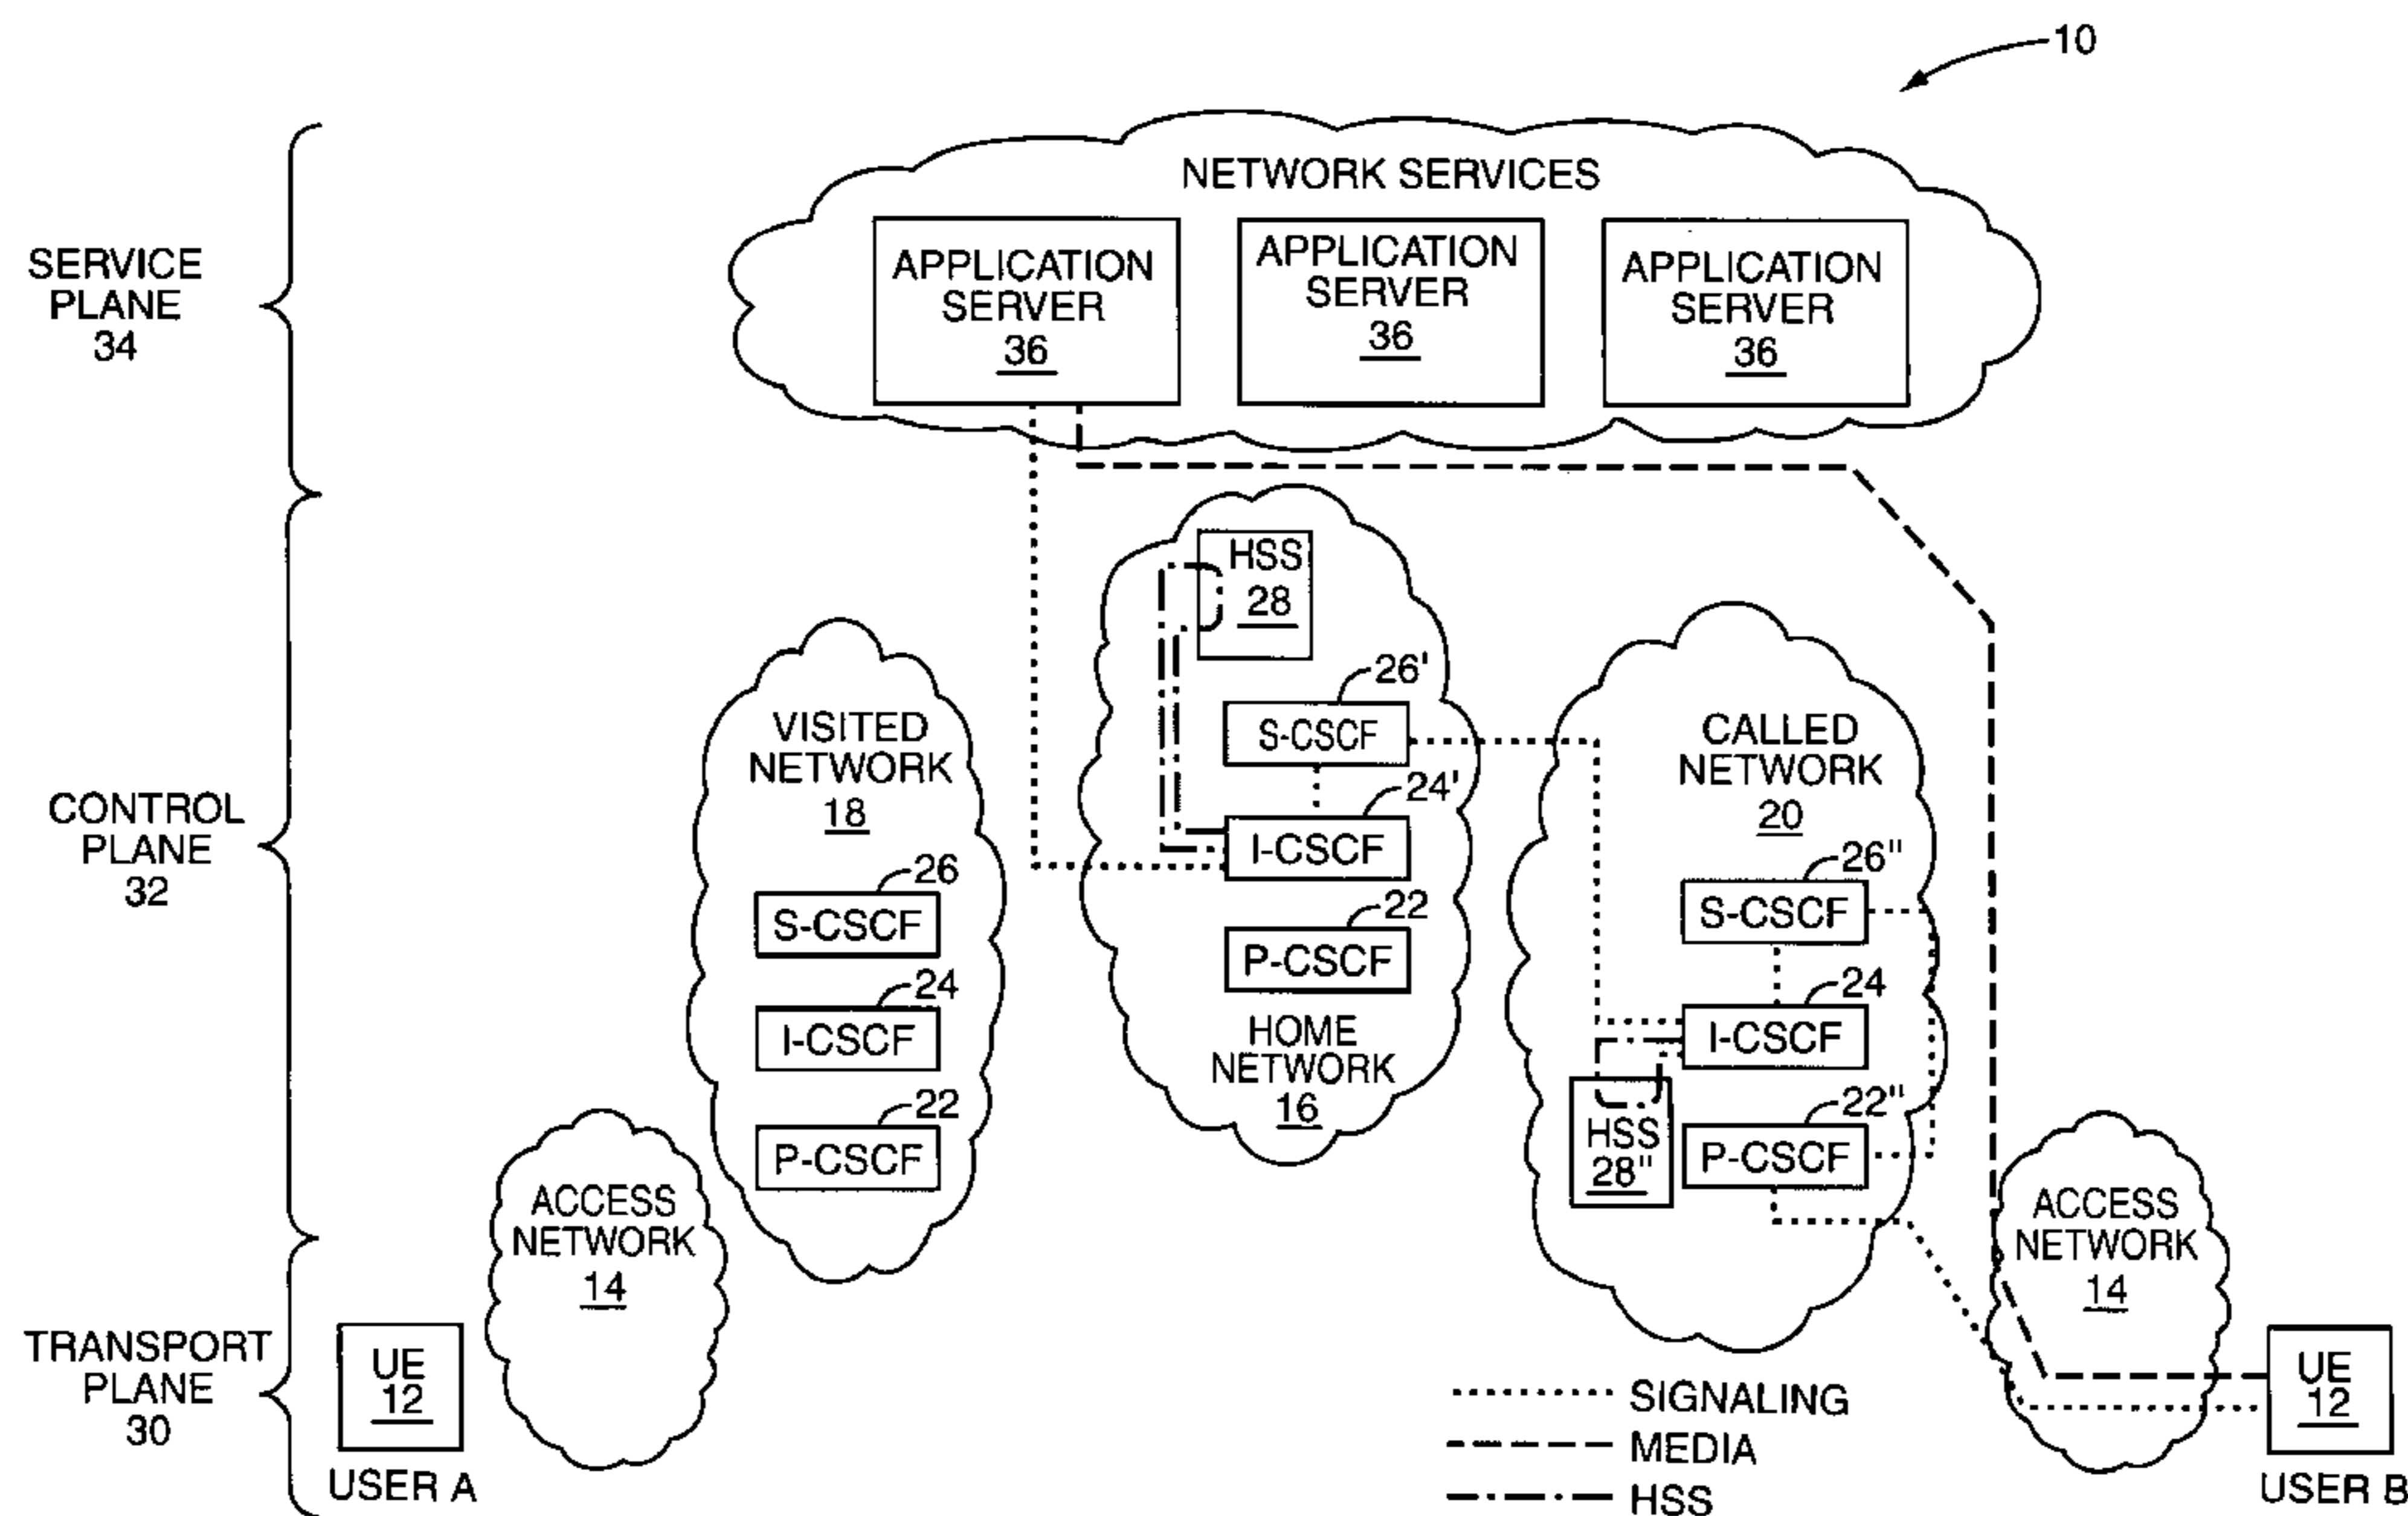 10
NETWORK SERVICES
APPLICATION
SERVER
36
APPLICATION
SERVER
36
APPLICATION
SERVER
36
SERVICE
PLANE
34
HSS
28
26'
S-CSCF
24'
I-CSCF
22
P-CSCF
HOME
NETWORK
16
VISITED
NETWORK
18
26
S-CSCF
24
I-CSCF
22
P-CSCF
CALLED
NETWORK
20
26"
S-CSCF
24
I-CSCF
22"
P-CSCF
HSS
28"
CONTROL
PLANE
32
ACCESS
NETWORK
14
ACCESS
NETWORK
14
TRANSPORT
PLANE
30
UE
12
USER A
UE
12
USER B
SIGNALING
MEDIA
HSS